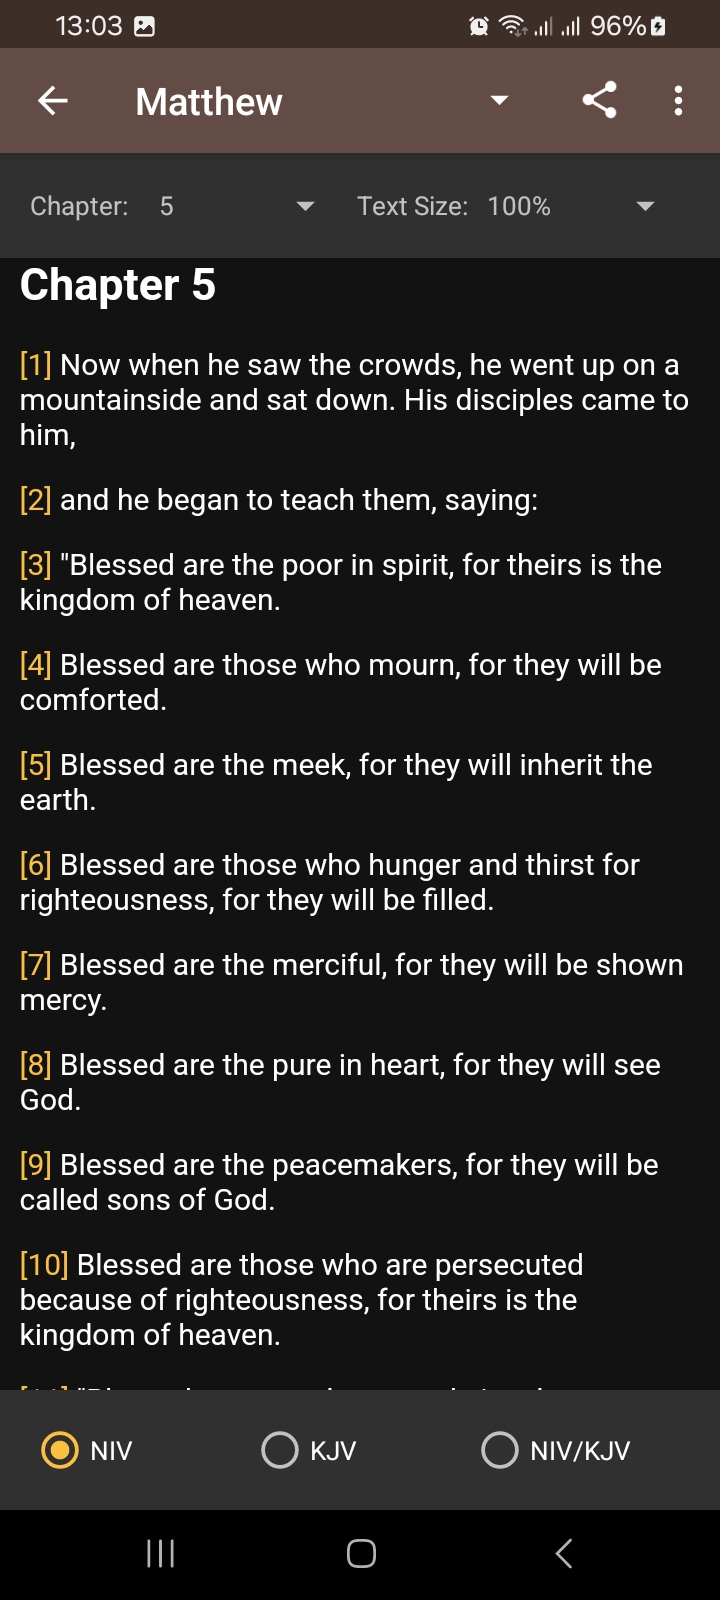 13:03 96%
Matthew
Chapter: 5 Text Size: 100%
Chapter 5
[1] Now when he saw the crowds, he went up on a
mountainside and sat down. His disciples came to
him,
[2] and he began to teach them, saying:
[3] "Blessed are the poor in spirit, for theirs is the
kingdom of heaven.
[4] Blessed are those who mourn, for they will be
comforted.
[5] Blessed are the meek, for they will inherit the
earth.
[6] Blessed are those who hunger and thirst for
righteousness, for they will be filled.
[7] Blessed are the merciful, for they will be shown
mercy.
[8] Blessed are the pure in heart, for they will see
God.
[9] Blessed are the peacemakers, for they will be
called sons of God.
[10] Blessed are those who are persecuted
because of righteousness, for theirs is the
kingdom of heaven.
NIV KJV NIV/KJV